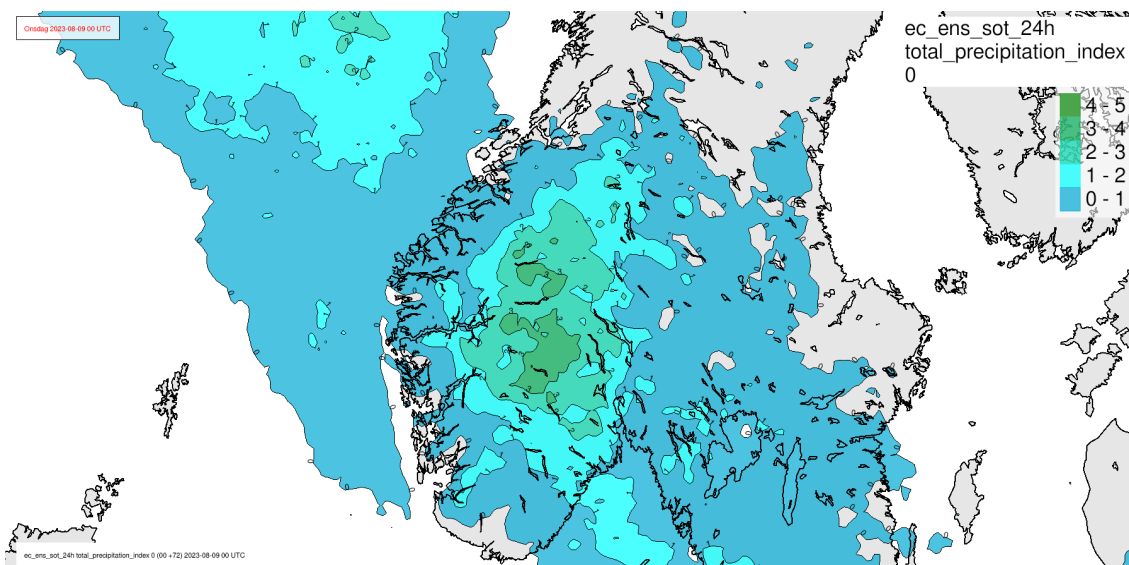 Onsdag 2023-08-09 00 UTC
ec_ens_sot_24h
total_precipitation_index
0
4 - 5
3 - 4
2 - 3
1 - 2
0 - 1
ec_ens_sot_24h total_precipitation_index 0 (00 +72) 2023-08-09 00 UTC